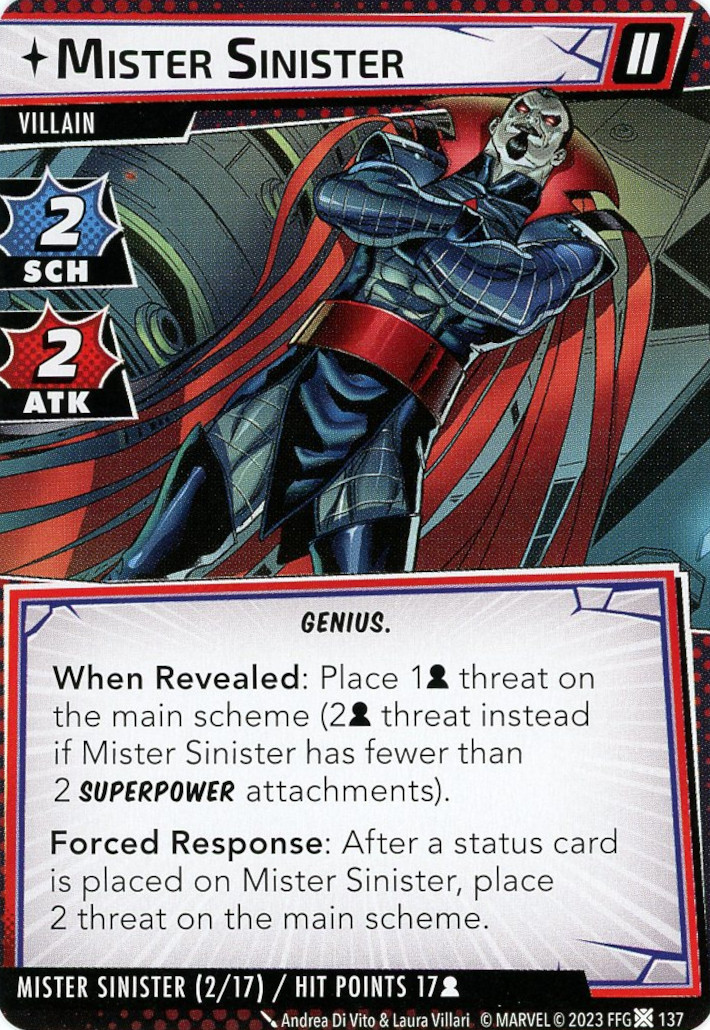 MISTER SINISTER
II
VILLAIN
2
SCH
2
ATK
GENIUS.
When Revealed: Place 1 threat on
the main scheme (2 threat instead
if Mister Sinister has fewer than
2 SUPERPOWER attachments).
Forced Response: After a status card
is placed on Mister Sinister, place
2 threat on the main scheme.
MISTER SINISTER (2/17) / HIT POINTS 17
Andrea Di Vito & Laura Villari © MARVEL © 2023 FFG 137